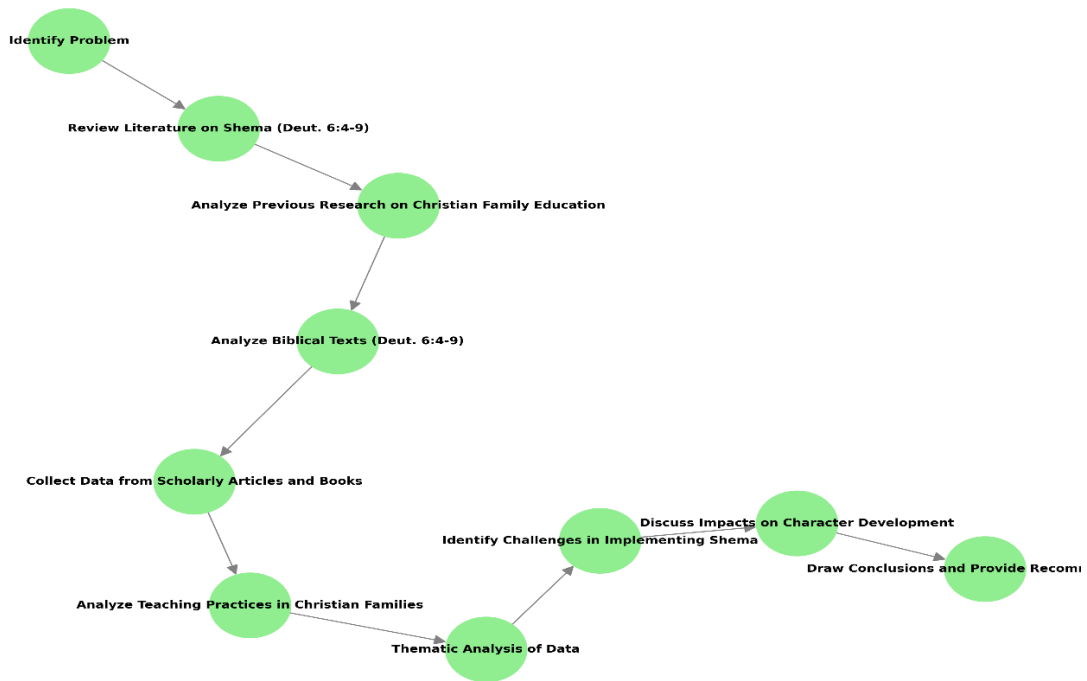 Identify Problem
Review Literature on Shema (Deut. 6:4-9)
Analyze Previous Research on Christian Family Education
Analyze Biblical Texts (Deut. 6:4-9)
Collect Data from Scholarly Articles and Books
Analyze Teaching Practices in Christian Families
Thematic Analysis of Data
Identify Challenges in Implementing Shema
Discuss Impacts on Character Development
Draw Conclusions and Provide